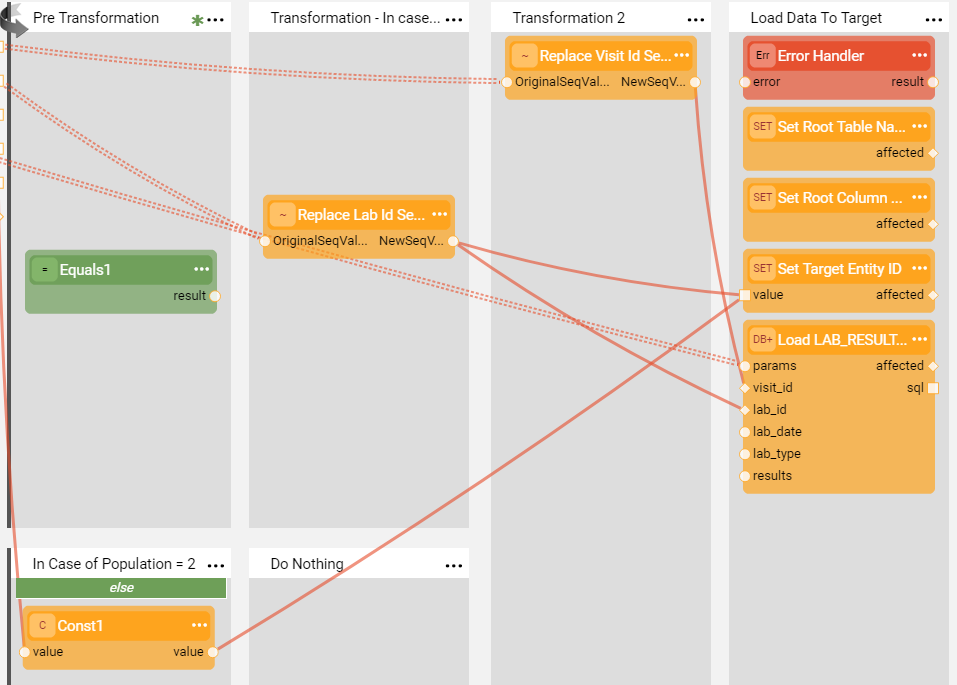 Pre Transformation
Transformation - In case...
Transformation 2
Load Data To Target
~ Replace Visit Id Se...
OriginalSeqVal... NewSeqV...
Err Error Handler
error result
SET Set Root Table Na...
affected
SET Set Root Column ...
affected
~ Replace Lab Id Se...
OriginalSeqVal... NewSeqV...
= Equals1
result
SET Set Target Entity ID
value affected
DB+ Load LAB_RESULT...
params affected
visit_id sql
lab_id
lab_date
lab_type
results
In Case of Population = 2
Do Nothing
else
C Const1
value value